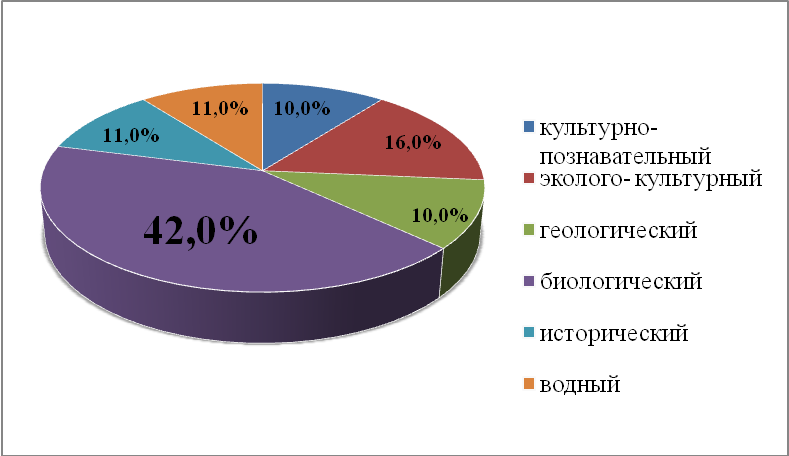 11,0%
10,0%
11,0%
16,0%
10,0%
42,0%
культурно-
познавательный
эколого- культурный
геологический
биологический
исторический
водный